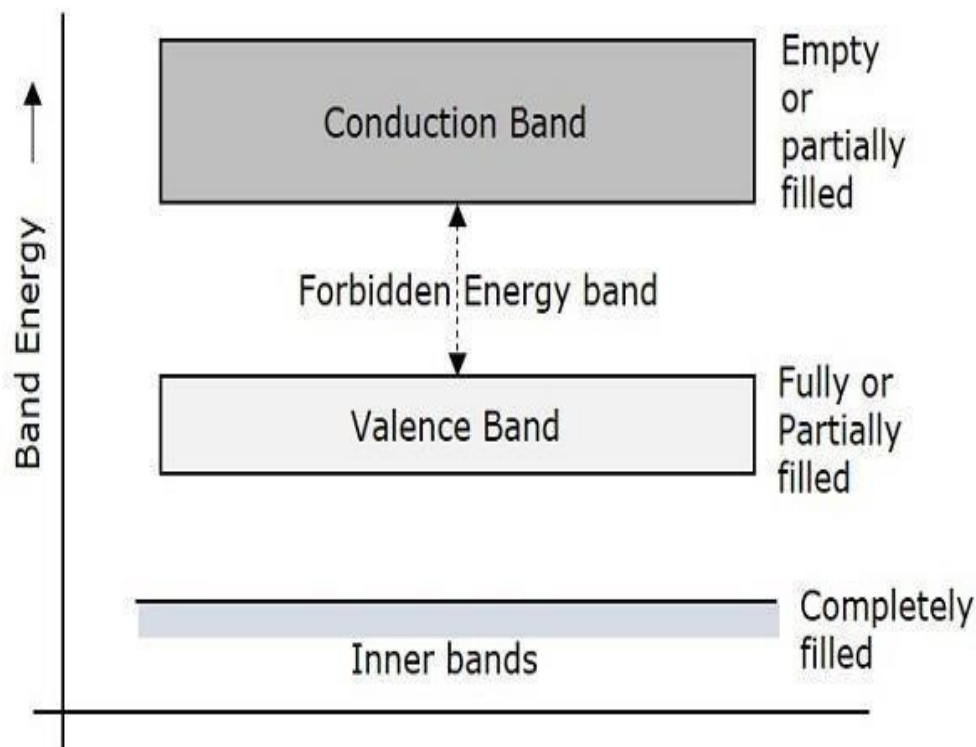 Empty
or
partially
filled
Conduction Band
Band Energy
Forbidden Energy band
Fully or
Partially
filled
Valence Band
Completely
filled
Inner bands